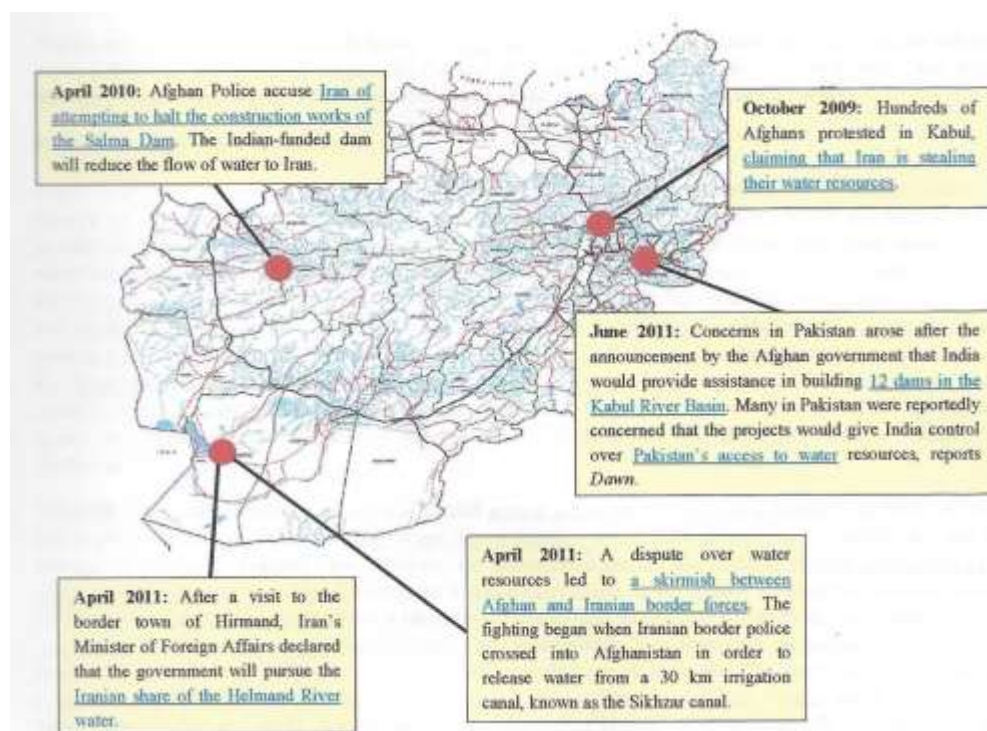 April 2010: Afghan Police accuse Iran of
attempting to halt the construction works of
the Salma Dam. The Indian-funded dam
will reduce the flow of water to Iran.
October 2009: Hundreds of
Afghans protested in Kabul,
claiming that Iran is stealing
their water resources.
June 2011: Concerns in Pakistan arose after the
announcement by the Afghan government that India
would provide assistance in building 12 dams in the
Kabul River Basin. Many in Pakistan were reportedly
concerned that the projects would give India control
over Pakistan's access to water resources, reports
Dawn.
April 2011: After a visit to the
border town of Hirmand, Iran's
Minister of Foreign Affairs declared
that the government will pursue the
Iranian share of the Helmand River
water.
April 2011: A dispute over water
resources led to a skirmish between
Afghan and Iranian border forces. The
fighting began when Iranian border police
crossed into Afghanistan in order to
release water from a 30 km irrigation
canal, known as the Sikhzar canal.